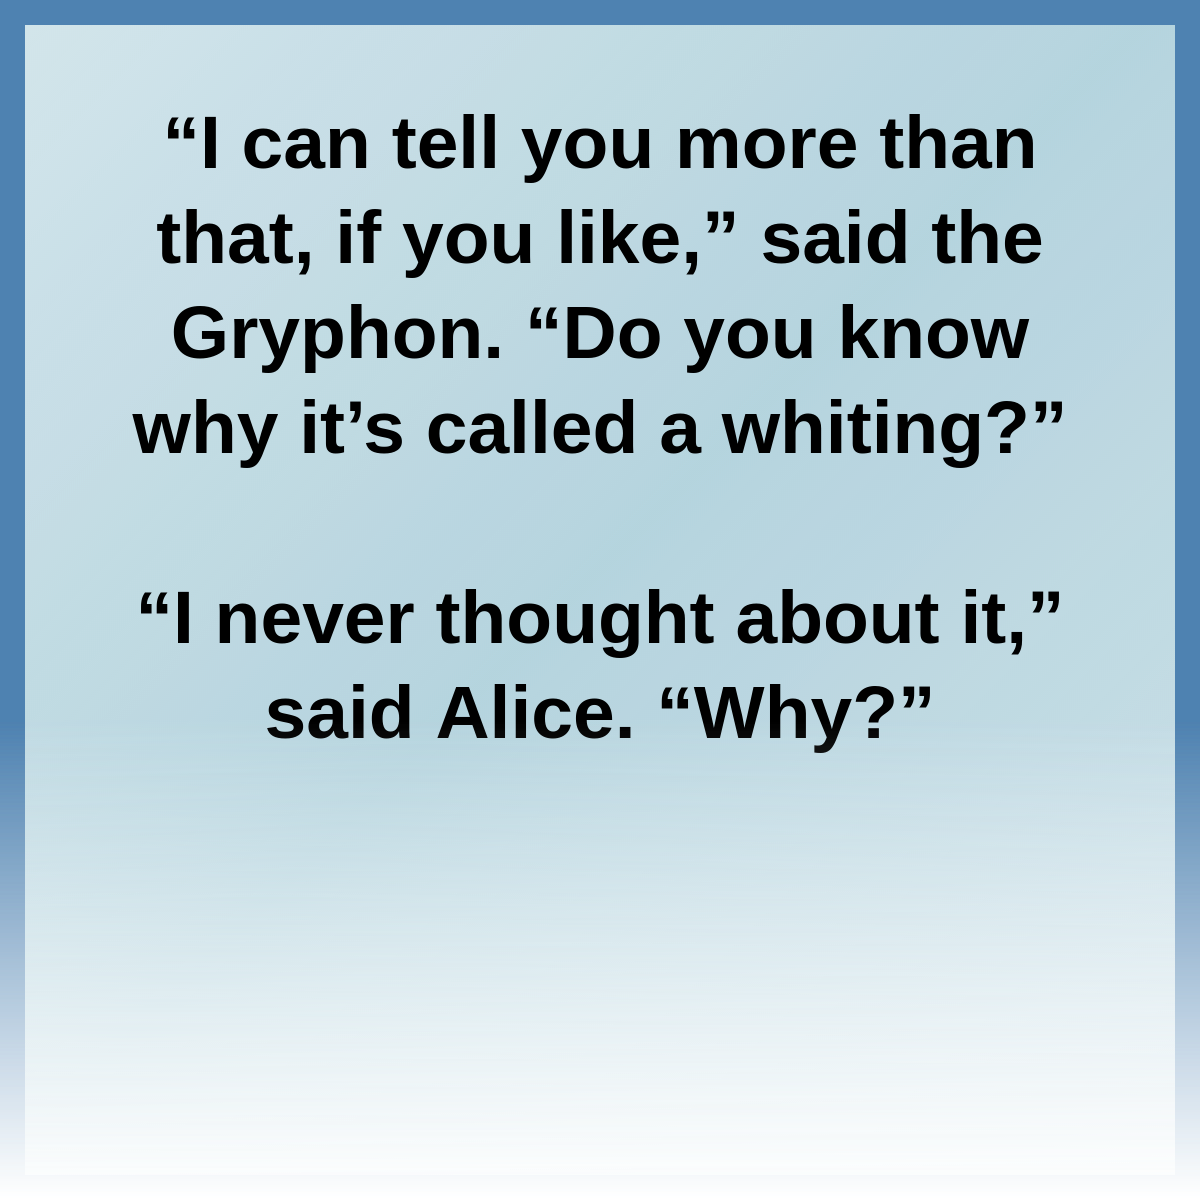 “I can tell you more than
that, if you like,” said the
Gryphon. “Do you know
why it’s called a whiting?”
“I never thought about it,”
said Alice. “Why?”